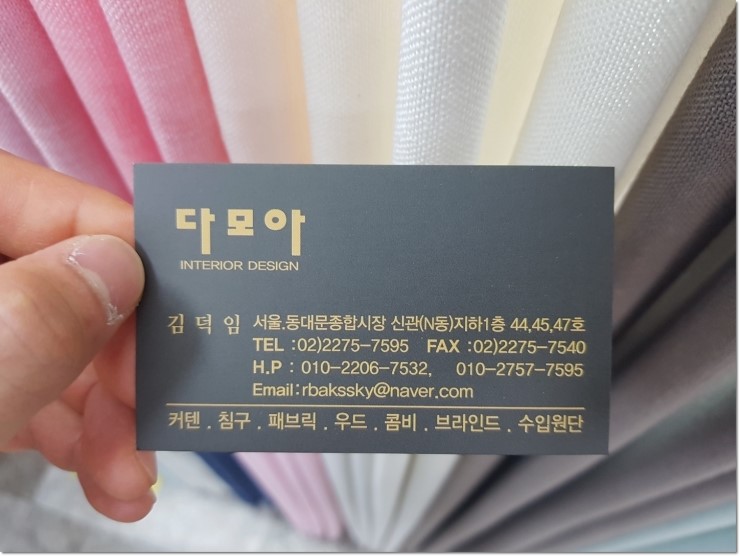 다모아
INTERIOR DESIGN
김덕임 서울.동대문종합시장 신관(N동)지하1층 44,45,47호
TEL :02)2275-7595 FAX :02)2275-7540
H.P : 010-2206-7532, 010-2757-7595
Email:rbakssky@naver.com
커텐 . 침구 . 패브릭 . 우드 . 콤비 . 브라인드 . 수입원단